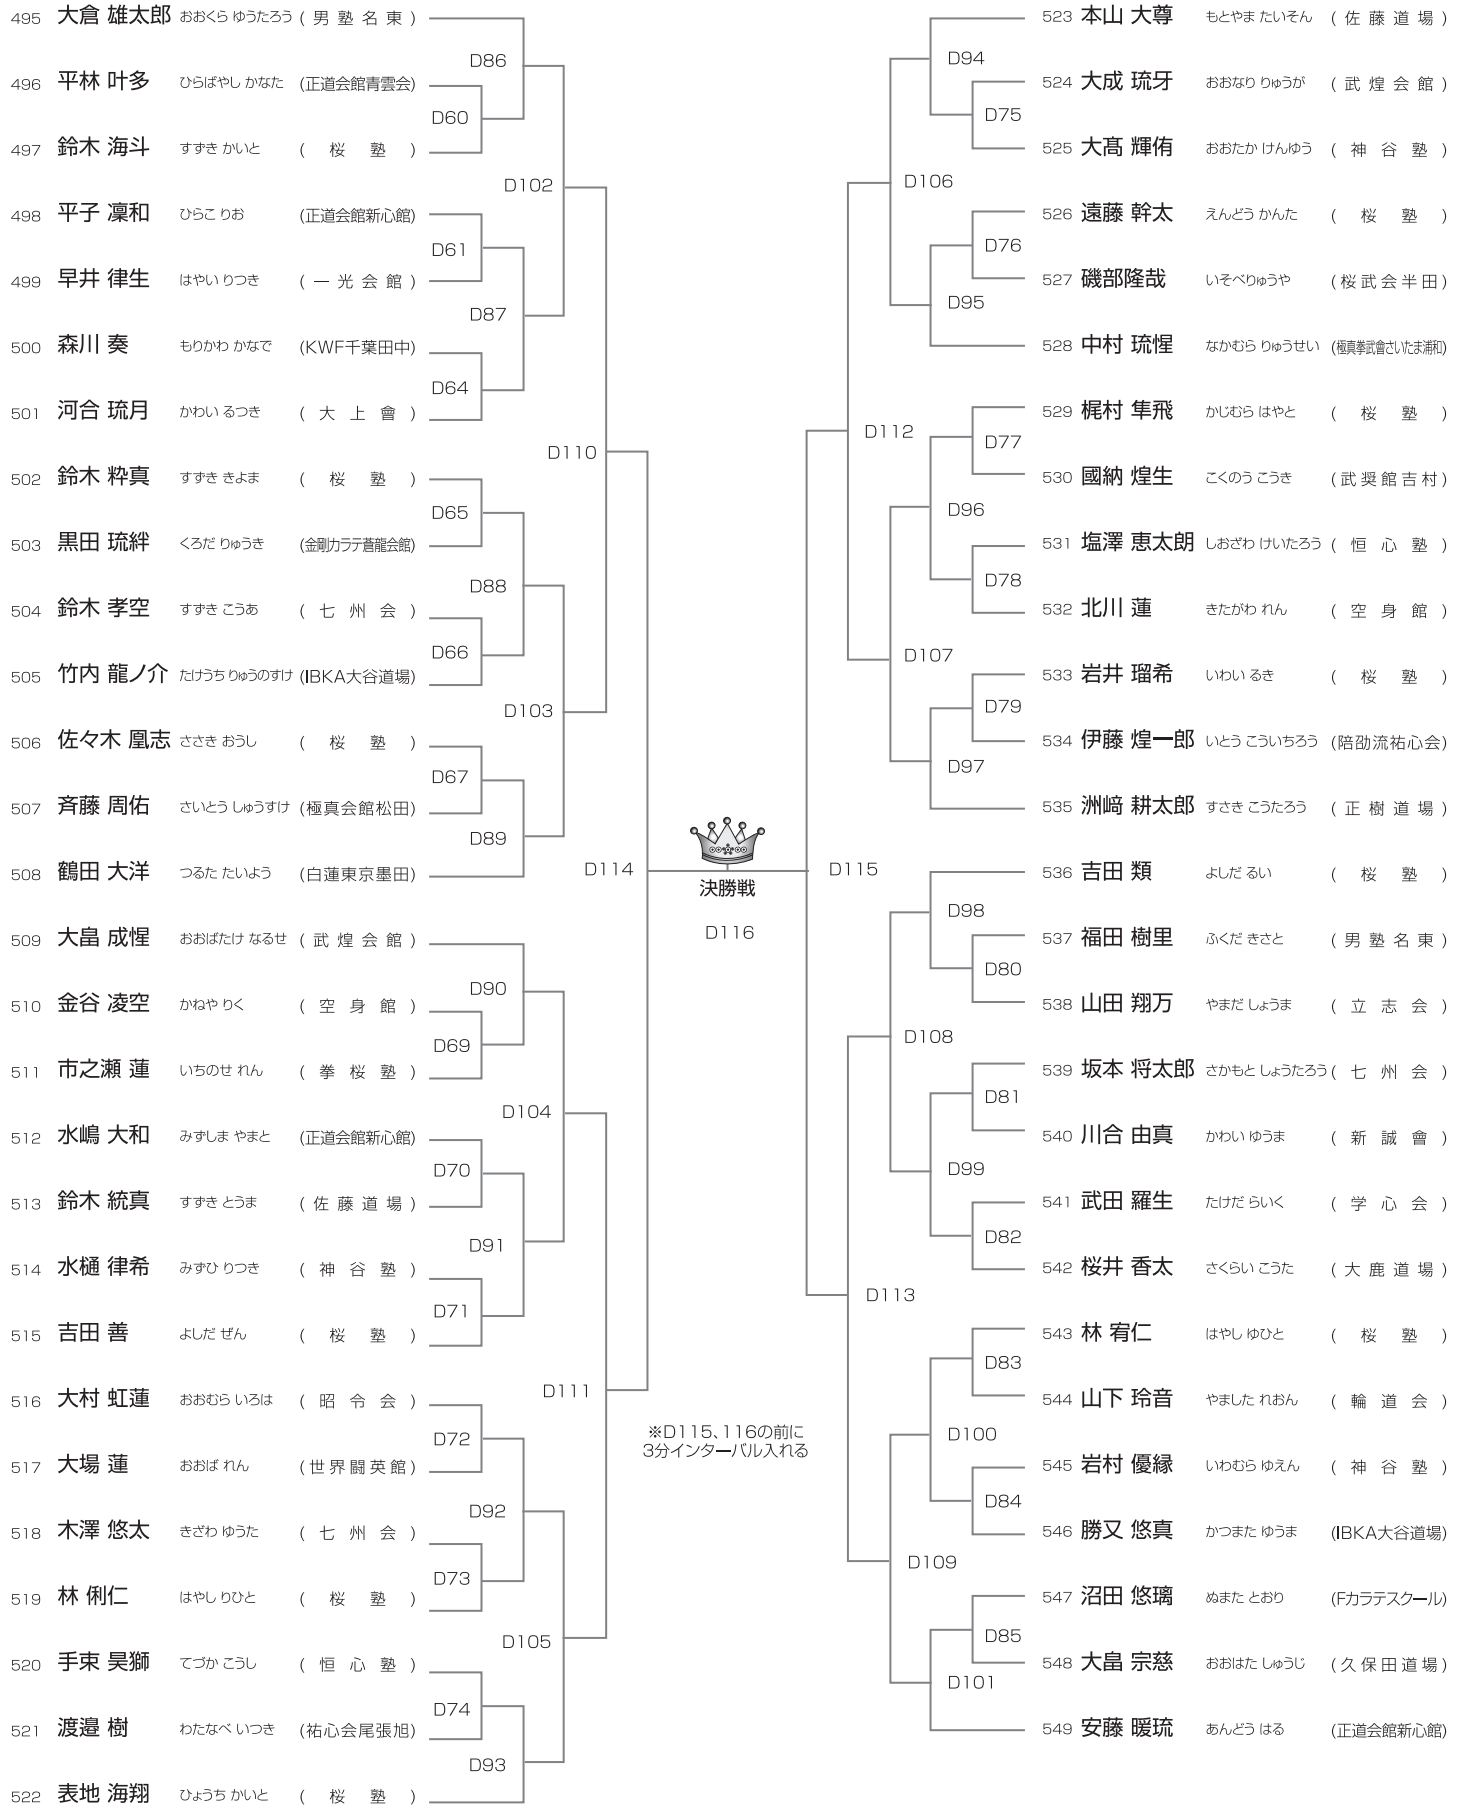 495 大倉 雄太郎 おおくら ゆうたろう (男塾名東)
D86
496 平林 叶多 ひらばやし かなた (正道会館青雲会)
D60
497 鈴木 海斗 すずき かいと (桜塾)
D102
498 平子 凜和 ひらこ りお (正道会館新心館)
D61
499 早井 律生 はやい りつき (一光会館)
D87
500 森川 奏 もりかわ かなで (KWF千葉田中)
D64
501 河合 琉月 かわい るつき (大上會)
D110
502 鈴木 粋真 すずき きよま (桜塾)
D65
503 黒田 琉絆 くろだ りゅうき (金剛カラテ蒼龍会館)
D88
504 鈴木 孝空 すずき こうあ (七州会)
D66
505 竹内 龍ノ介 たけうち りゅうのすけ (IBKA大谷道場)
D103
506 佐々木 凰志 ささき おうし (桜塾)
D67
507 斉藤 周佑 さいとう しゅうすけ (極真会館松田)
D89
508 鶴田 大洋 つるた たいよう (白蓮東京墨田)
D114
509 大畠 成惺 おおばたけ なるせ (武煌会館)
D90
510 金谷 凌空 かねや りく (空身館)
D69
511 市之瀬 蓮 いちのせ れん (拳桜塾)
D104
512 水嶋 大和 みずしま やまと (正道会館新心館)
D70
513 鈴木 統真 すずき とうま (佐藤道場)
D91
514 水樋 律希 みずひ りつき (神谷塾)
D71
515 吉田 善 よしだ ぜん (桜塾)
D111
516 大村 虹蓮 おおむら いろは (昭令会)
D72
517 大場 蓮 おおば れん (世界闘英館)
D92
518 木澤 悠太 きざわ ゆうた (七州会)
D73
519 林 俐仁 はやし りひと (桜塾)
D105
520 手束 昊獅 てづか こうし (恒心塾)
D74
521 渡邉 樹 わたなべ いつき (祐心会尾張旭)
D93
522 表地 海翔 ひょうち かいと (桜塾)
決勝戦
D116
※D115、116の前に
3分インターバル入れる
523 本山 大尊 もとやま たいそん (佐藤道場)
D94
524 大成 琉牙 おおなり りゅうが (武煌会館)
D75
525 大髙 輝侑 おおたか けんゆう (神谷塾)
D106
526 遠藤 幹太 えんどう かんた (桜塾)
D76
527 磯部隆哉 いそべりゅうや (桜武会半田)
D95
528 中村 琉惺 なかむら りゅうせい (極真拳武會さいたま浦和)
529 梶村 隼飛 かじむら はやと (桜塾)
D112
D77
530 國納 煌生 こくのう こうき (武奨館吉村)
D96
531 塩澤 恵太朗 しおざわ けいたろう (恒心塾)
D78
532 北川 蓮 きたがわ れん (空身館)
D107
533 岩井 瑠希 いわい るき (桜塾)
D79
534 伊藤 煌一郎 いとう こういちろう (陪劭流祐心会)
D97
535 洲﨑 耕太郎 すさき こうたろう (正樹道場)
D115
536 吉田 類 よしだ るい (桜塾)
D98
537 福田 樹里 ふくだ きさと (男塾名東)
D80
538 山田 翔万 やまだ しょうま (立志会)
D108
539 坂本 将太郎 さかもと しょうたろう (七州会)
D81
540 川合 由真 かわい ゆうま (新誠會)
D99
541 武田 羅生 たけだ らいく (学心会)
D82
542 桜井 香太 さくらい こうた (大鹿道場)
D113
543 林 宥仁 はやし ゆひと (桜塾)
D83
544 山下 玲音 やました れおん (輪道会)
D100
545 岩村 優縁 いわむら ゆえん (神谷塾)
D84
546 勝又 悠真 かつまた ゆうま (IBKA大谷道場)
D109
547 沼田 悠璃 ぬまた とおり (Fカラテスクール)
D85
548 大畠 宗慈 おおはた しゅうじ (久保田道場)
D101
549 安藤 暖琉 あんどう はる (正道会館新心館)